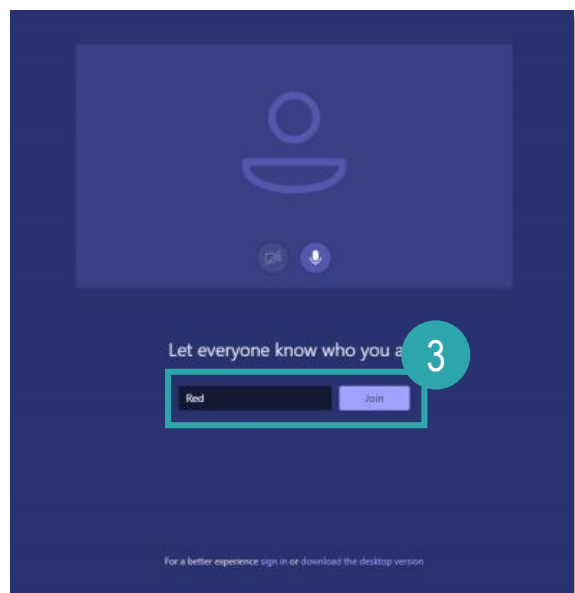 Let everyone know who you a
3
Red
Join
For a better experience sign in or download the desktop version